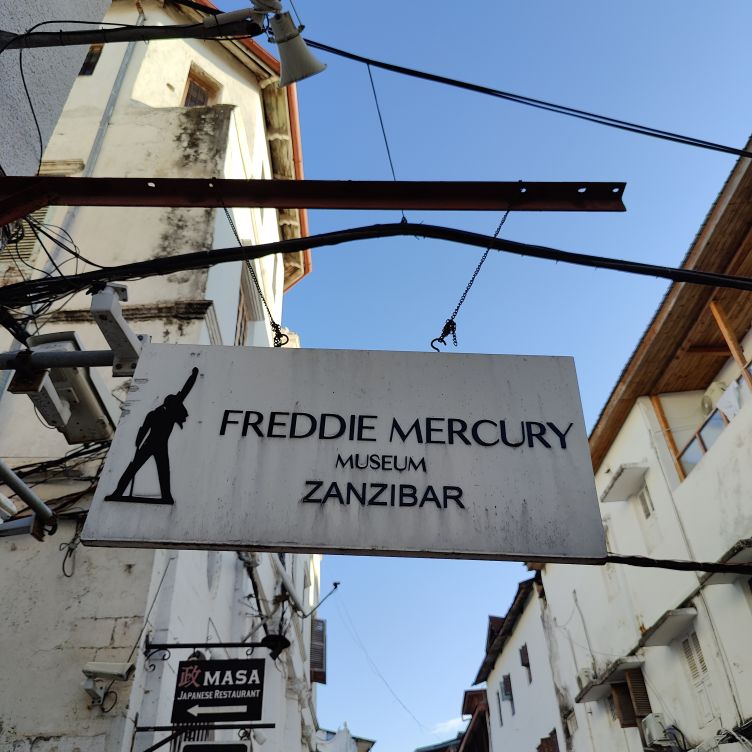 FREDDIE MERCURY
MUSEUM
ZANZIBAR
政 MASA
JAPANESE RESTAURANT